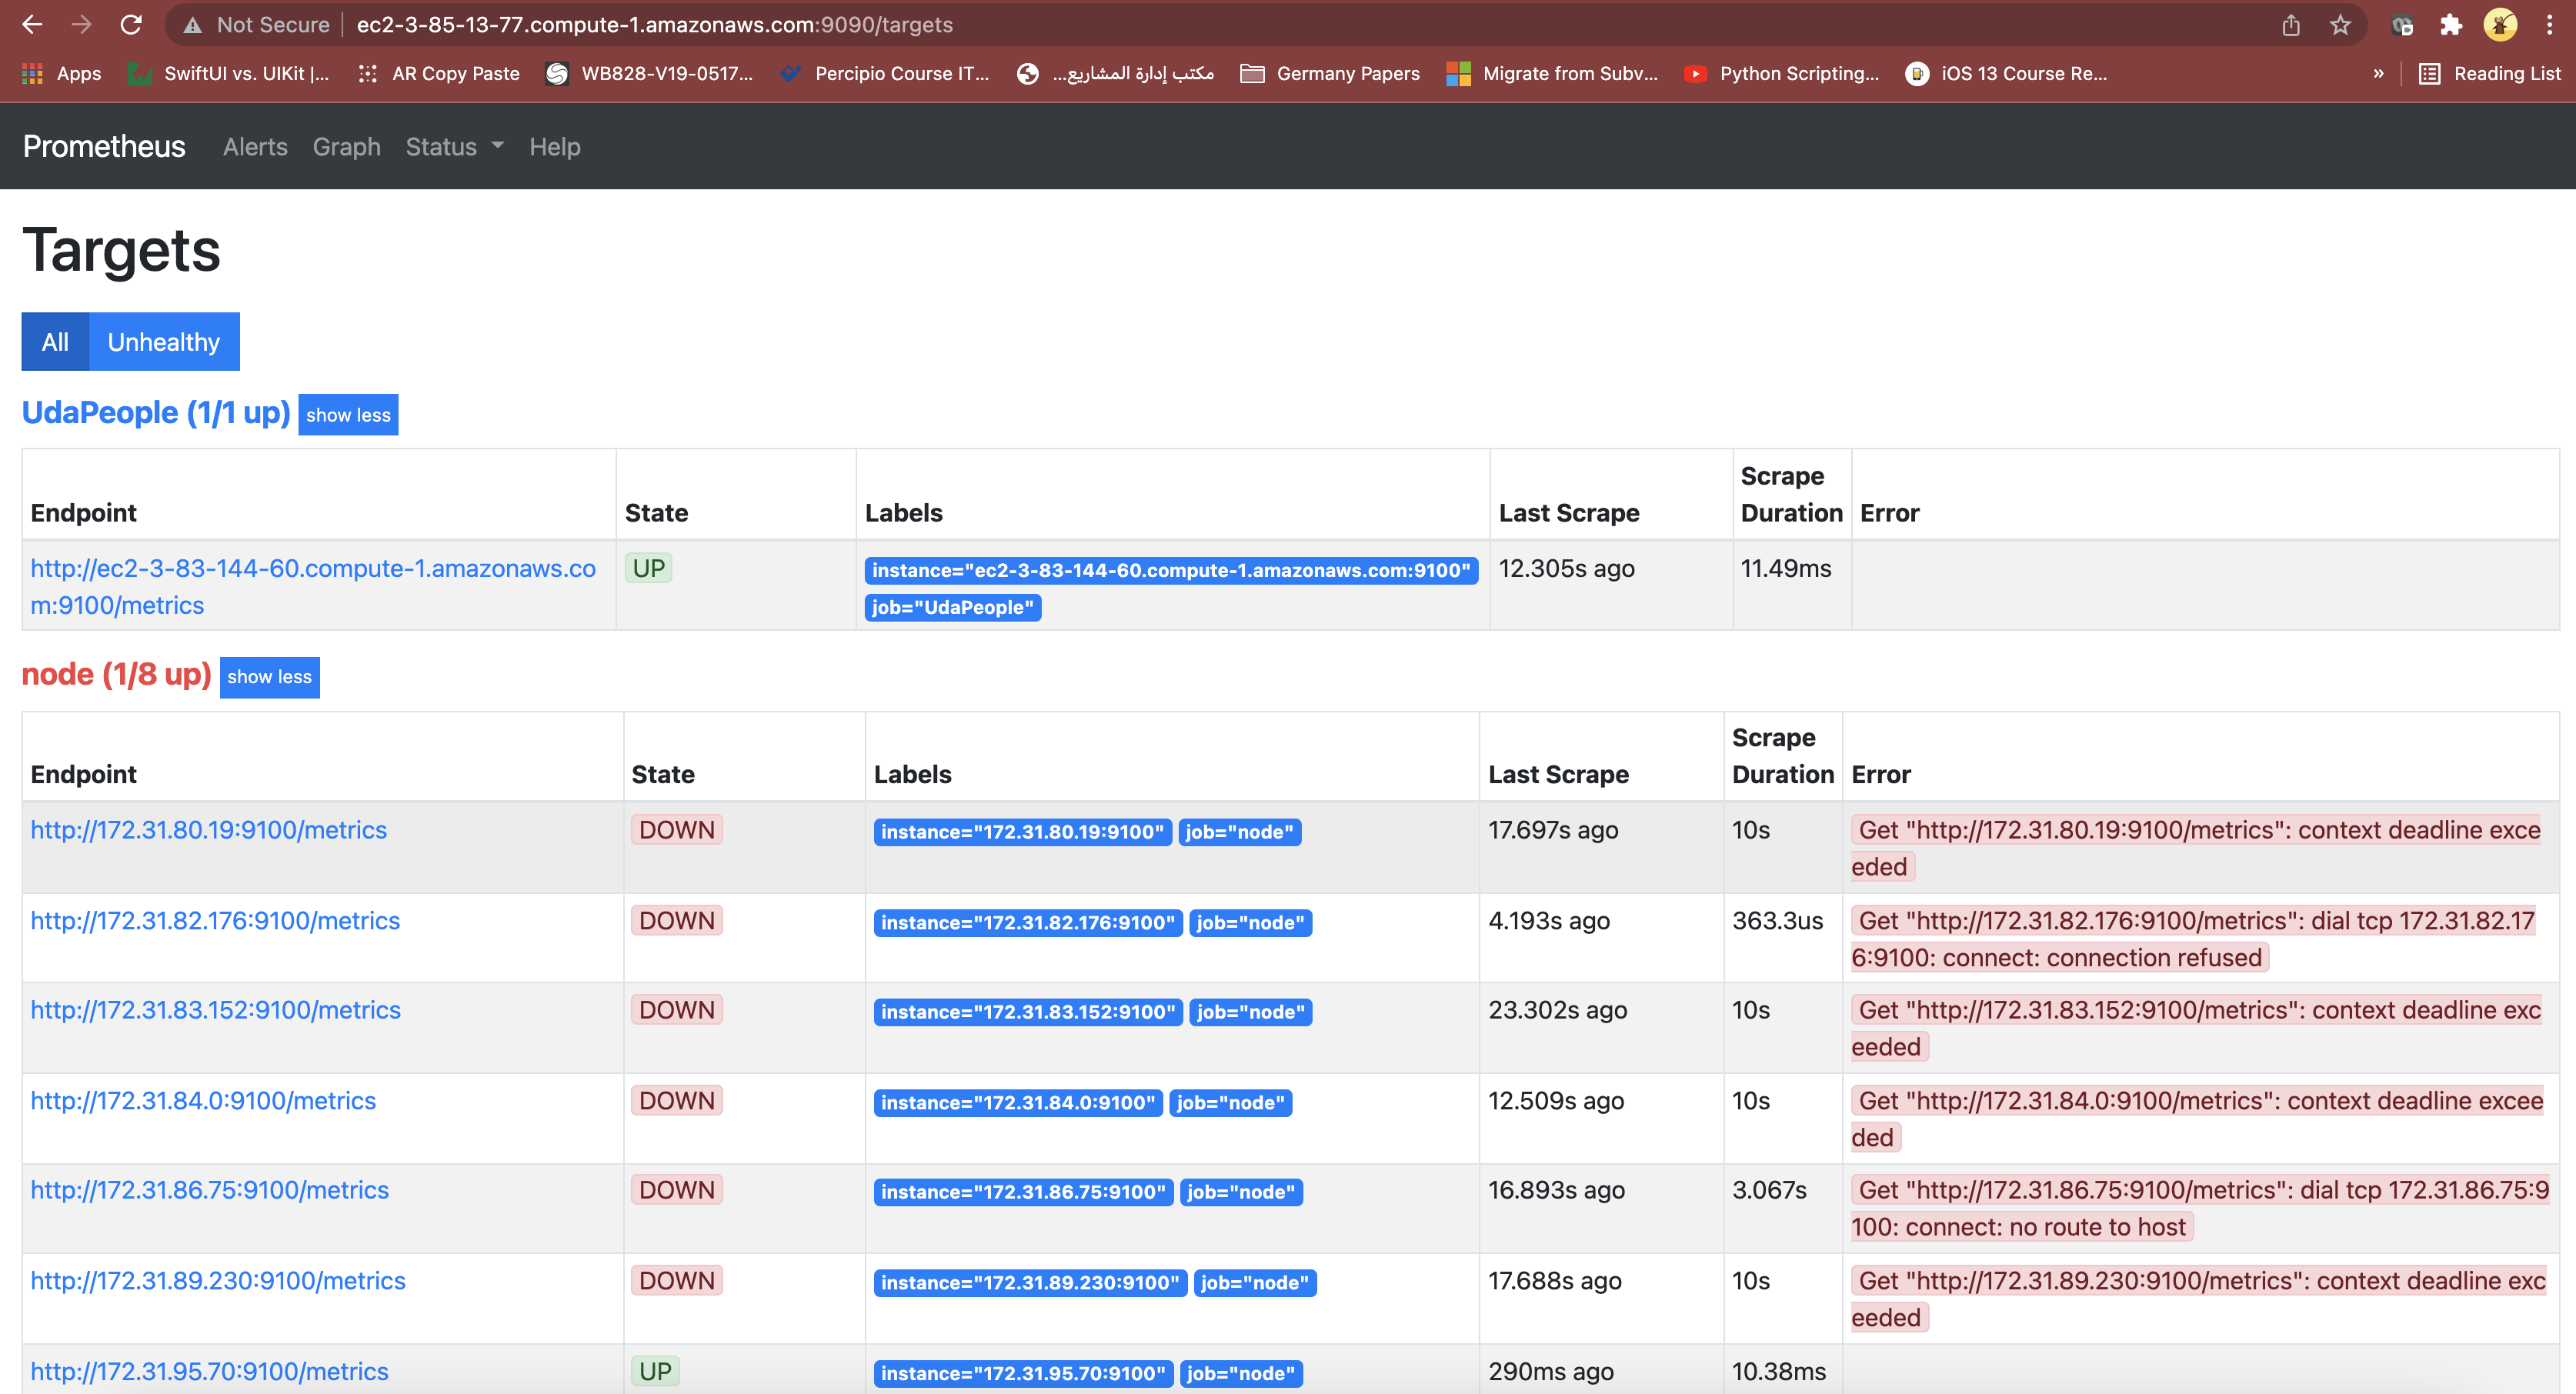 Not Secure | ec2-3-85-13-77.compute-1.amazonaws.com:9090/targets
Apps SwiftUI vs. UIKit |... AR Copy Paste WB828-V19-0517... Percipio Course IT... مكتب إدارة المشاريع... Germany Papers Migrate from Subv... Python Scripting... iOS 13 Course Re... » Reading List
Prometheus Alerts Graph Status Help
Targets
All Unhealthy
UdaPeople (1/1 up) show less
Endpoint State Labels Last Scrape Scrape Duration Error
http://ec2-3-83-144-60.compute-1.amazonaws.co UP instance="ec2-3-83-144-60.compute-1.amazonaws.com:9100" 12.305s ago 11.49ms
m:9100/metrics job="UdaPeople"
node (1/8 up) show less
Endpoint State Labels Last Scrape Scrape Duration Error
http://172.31.80.19:9100/metrics DOWN instance="172.31.80.19:9100" job="node" 17.697s ago 10s Get "http://172.31.80.19:9100/metrics": context deadline exce
eded
http://172.31.82.176:9100/metrics DOWN instance="172.31.82.176:9100" job="node" 4.193s ago 363.3us Get "http://172.31.82.176:9100/metrics": dial tcp 172.31.82.17
6:9100: connect: connection refused
http://172.31.83.152:9100/metrics DOWN instance="172.31.83.152:9100" job="node" 23.302s ago 10s Get "http://172.31.83.152:9100/metrics": context deadline exc
eeded
http://172.31.84.0:9100/metrics DOWN instance="172.31.84.0:9100" job="node" 12.509s ago 10s Get "http://172.31.84.0:9100/metrics": context deadline excee
ded
http://172.31.86.75:9100/metrics DOWN instance="172.31.86.75:9100" job="node" 16.893s ago 3.067s Get "http://172.31.86.75:9100/metrics": dial tcp 172.31.86.75:9
100: connect: no route to host
http://172.31.89.230:9100/metrics DOWN instance="172.31.89.230:9100" job="node" 17.688s ago 10s Get "http://172.31.89.230:9100/metrics": context deadline exc
eeded
http://172.31.95.70:9100/metrics UP instance="172.31.95.70:9100" job="node" 290ms ago 10.38ms